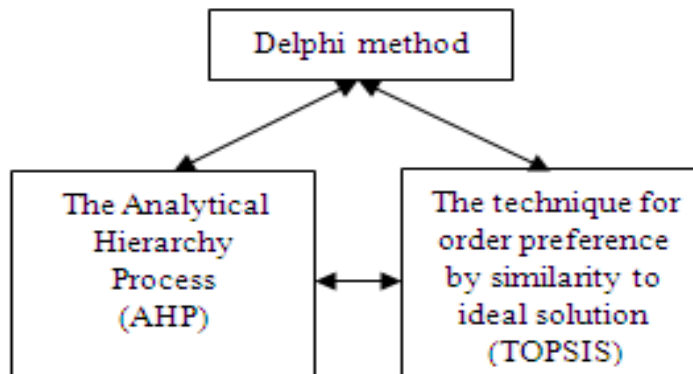 Delphi method
The Analytical
Hierarchy
Process
(AHP)
The technique for
order preference
by similarity to
ideal solution
(TOPSIS)